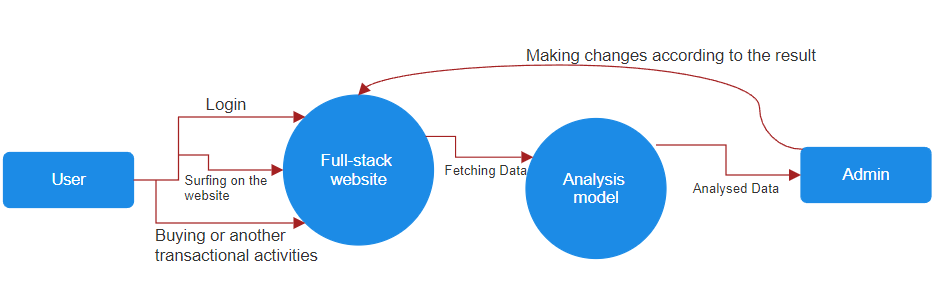 Making changes according to the result
Login
Full-stack
website
User
Surfing on the
website
Fetching Data
Analysis
model
Analysed Data
Admin
Buying or another
transactional activities